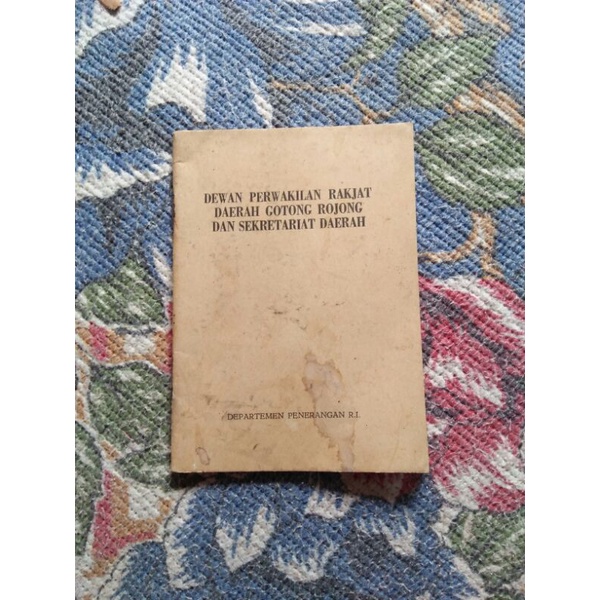 DEWAN PERWAKILAN RAKJAT
DAERAH GOTONG ROJONG
DAN SEKRETARIAT DAERAH
DEPARTEMEN PENERANGAN R.I.